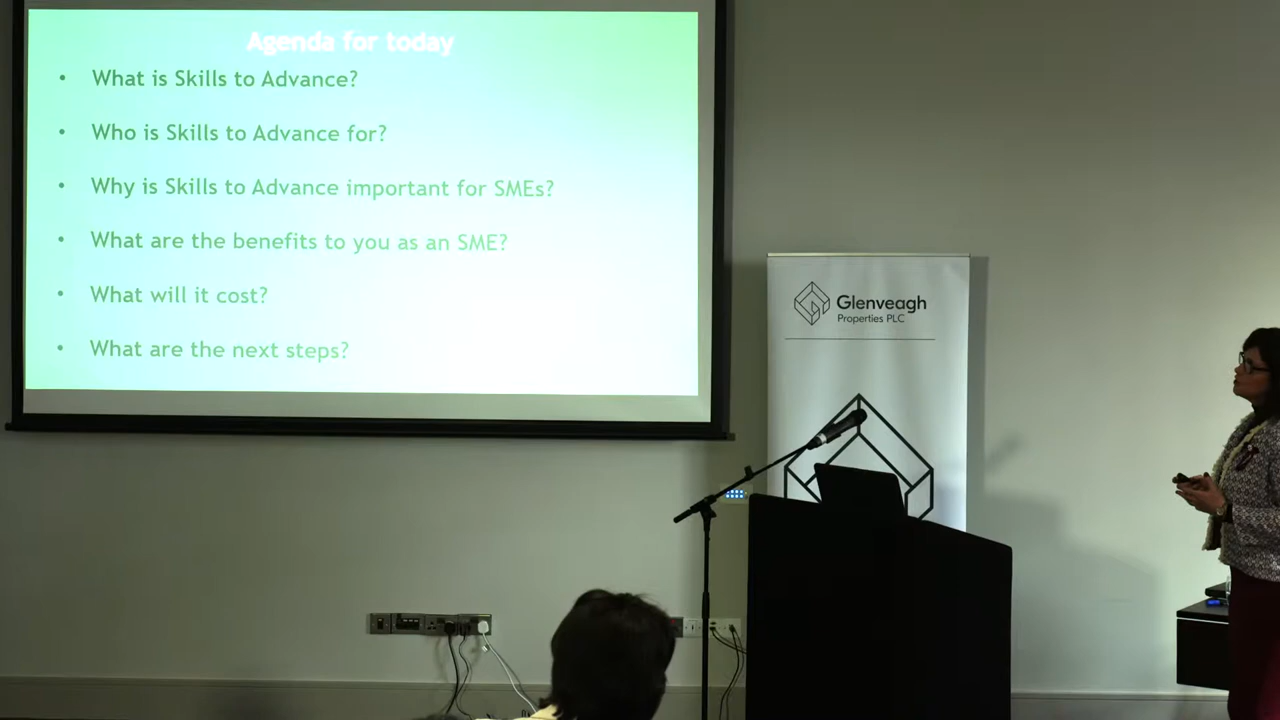 Agenda for today
• What is Skills to Advance?
• Who is Skills to Advance for?
• Why is Skills to Advance important for SMEs?
• What are the benefits to you as an SME?
• What will it cost?
• What are the next steps?
Glenveagh
Properties PLC